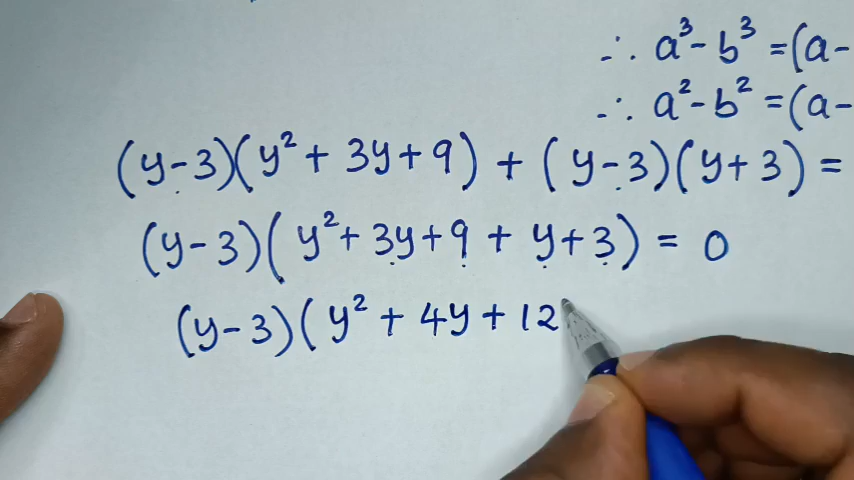 ∴ a³ - b³ = (a -
∴ a² - b² = (a -
(y - 3)(y² + 3y + 9) + (y - 3)(y + 3) =
(y - 3)(y² + 3y + 9 + y + 3) = 0
(y - 3)(y² + 4y + 12